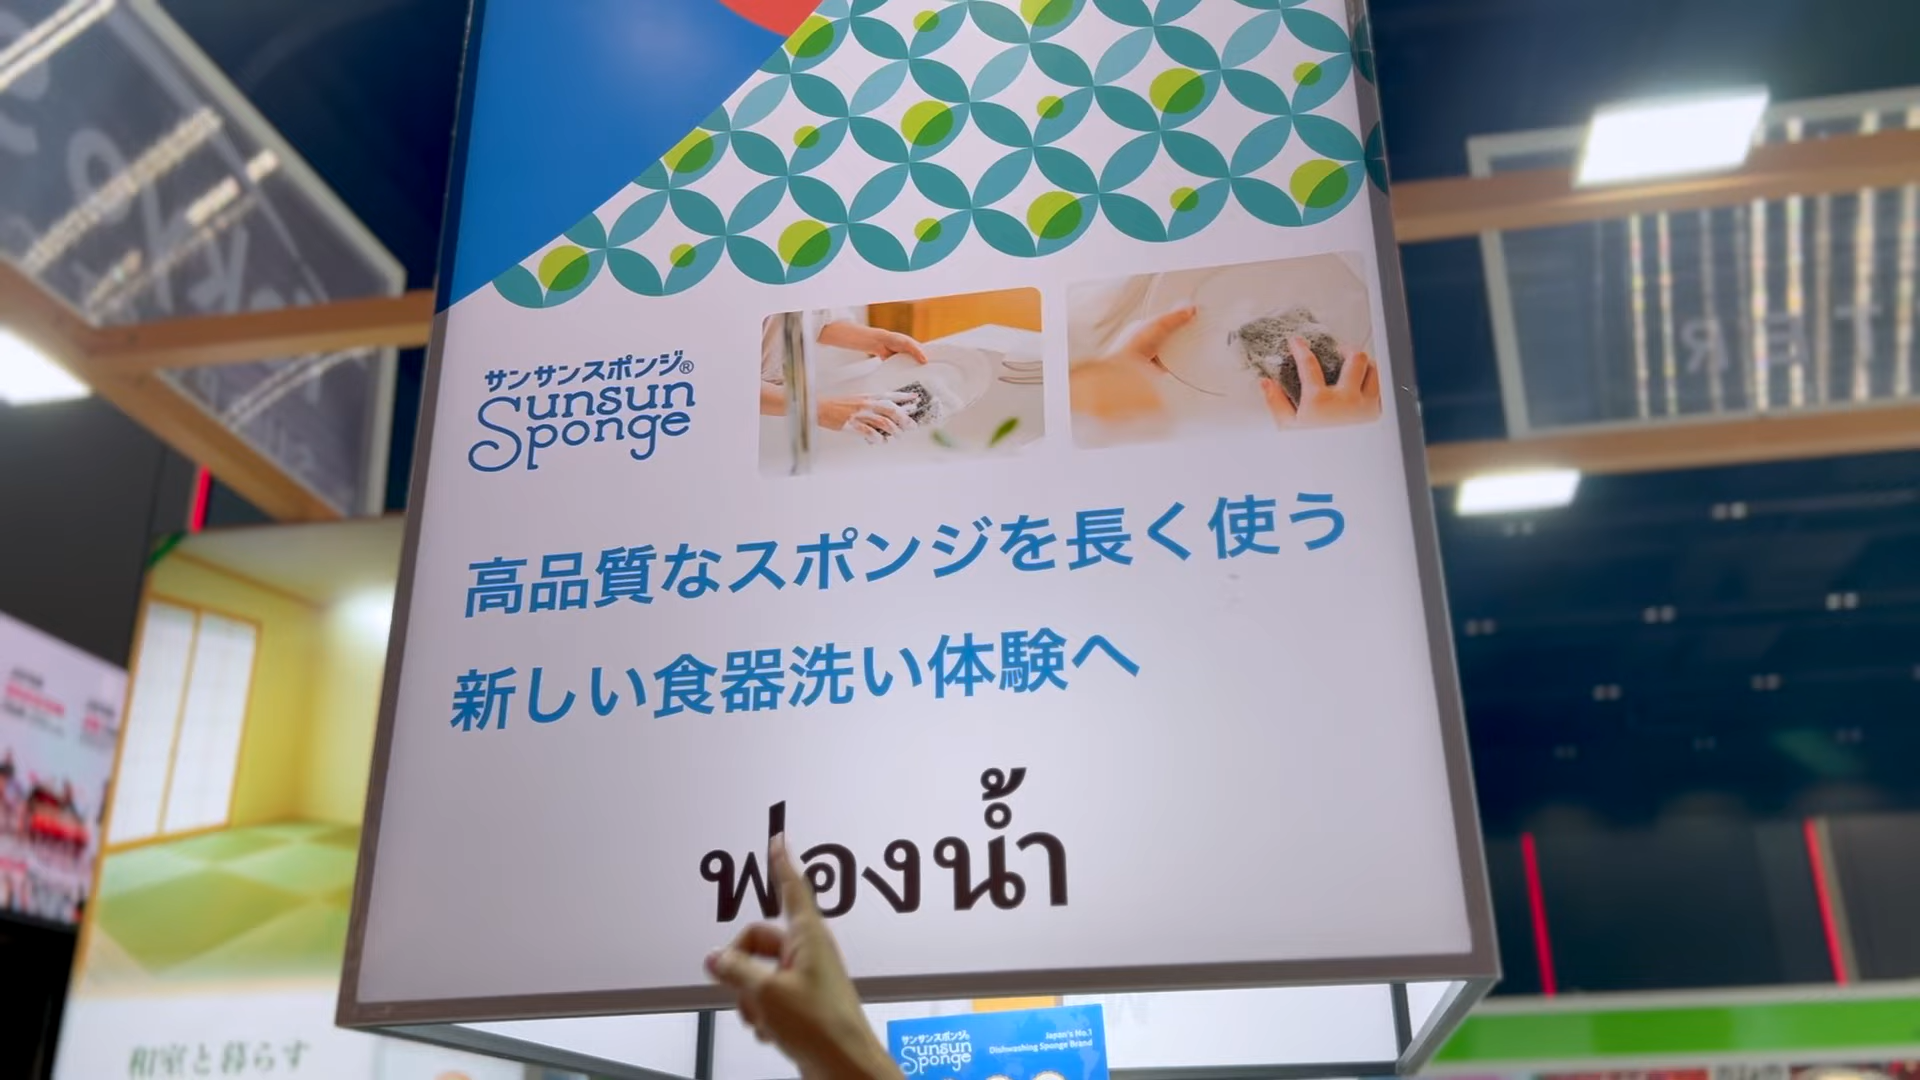 サンサンスポンジ®
Sunsun
Sponge
高品質なスポンジを長く使う
新しい食器洗い体験へ
ฟองน้ำ
サンサンスポンジ®
Sunsun
Sponge
Japan's No.1
Dishwashing Sponge Brand
和室と暮らす